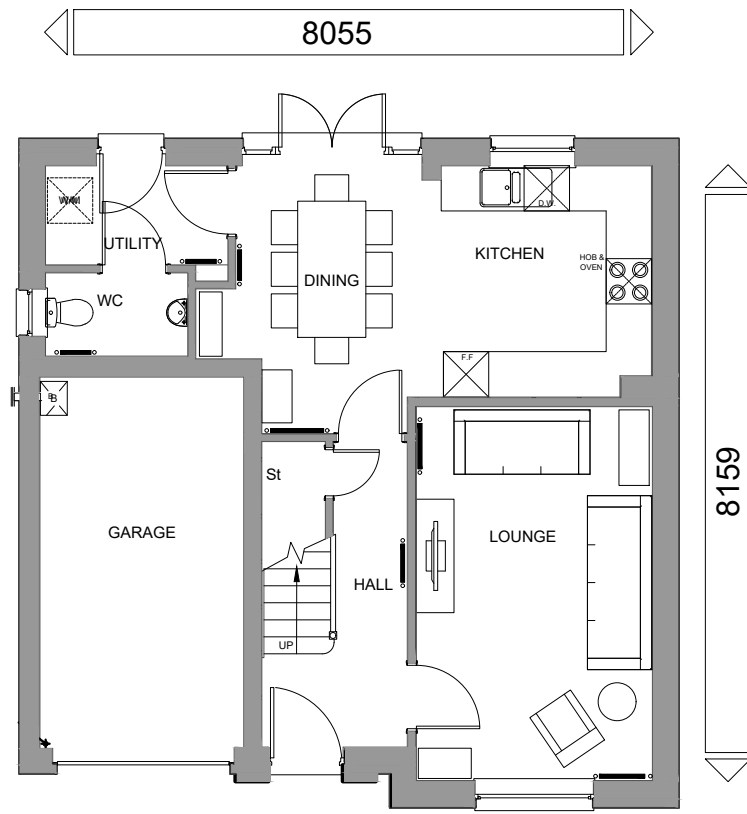 8055
W/M
D.W.
UTILITY
KITCHEN
HOB &
OVEN
DINING
WC
F.F
B
8159
St
GARAGE
LOUNGE
HALL
UP